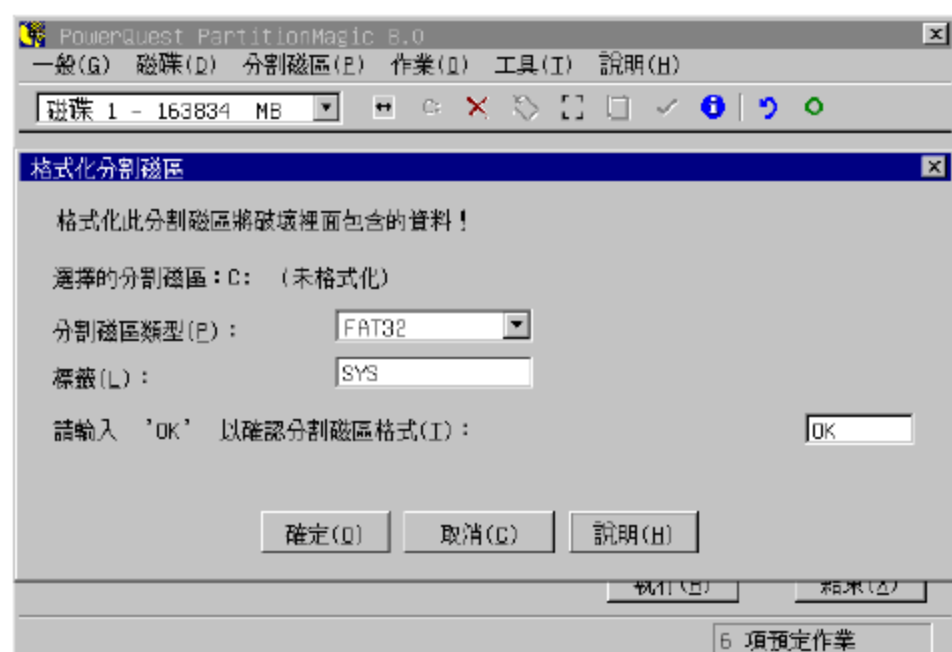 PowerQuest PartitionMagic 8.0
一般(G) 磁碟(D) 分割磁區(P) 作業(O) 工具(T) 說明(H)
磁碟 1 - 163834 MB
格式化分割磁區
格式化此分割磁區將破壞裡面包含的資料！
選擇的分割磁區：C: (未格式化)
分割磁區類型(P)： FAT32
標籤(L)： SYS
請輸入 'OK' 以確認分割磁區格式(T)： OK
確定(O) 取消(C) 說明(H)
執行(R) 結束(X)
6 項預定作業